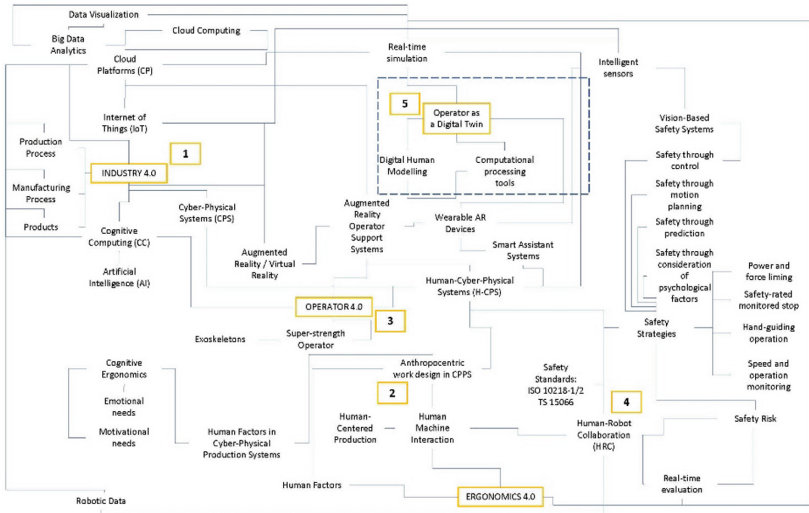 Data Visualization
Cloud Computing
Big Data
Analytics
Real-time
simulation
Cloud
Platforms (CP)
Intelligent
sensors
5
Operator as
a Digital Twin
Internet of
Things (IoT)
Vision-Based
Safety Systems
Production
Process
1
INDUSTRY 4.0
Digital Human
Modelling
Computational
processing
tools
Safety through
control
Manufacturing
Process
Safety through
motion
planning
Products
Cyber-Physical
Systems (CPS)
Augmented
Reality
Operator
Support
Systems
Wearable AR
Devices
Safety through
prediction
Cognitive
Computing (CC)
Augmented
Reality / Virtual
Reality
Smart Assistant
Systems
Safety through
consideration
of
psychological
factors
Artificial
Intelligence (AI)
Human-Cyber-Physical
Systems (H-CPS)
Power and
force liming
OPERATOR 4.0
3
Safety-rated
monitored stop
Exoskeletons
Super-strength
Operator
Safety
Strategies
Hand-guiding
operation
Cognitive
Ergonomics
Anthropocentric
work design in CPPS
Safety
Standards:
ISO 10218-1/2
TS 15066
Speed and
operation
monitoring
Emotional
needs
2
4
Motivational
needs
Human Factors in
Cyber-Physical
Production Systems
Human-
Centered
Production
Human
Machine
Interaction
Human-Robot
Collaboration
(HRC)
Safety Risk
Human Factors
ERGONOMICS 4.0
Real-time
evaluation
Robotic Data